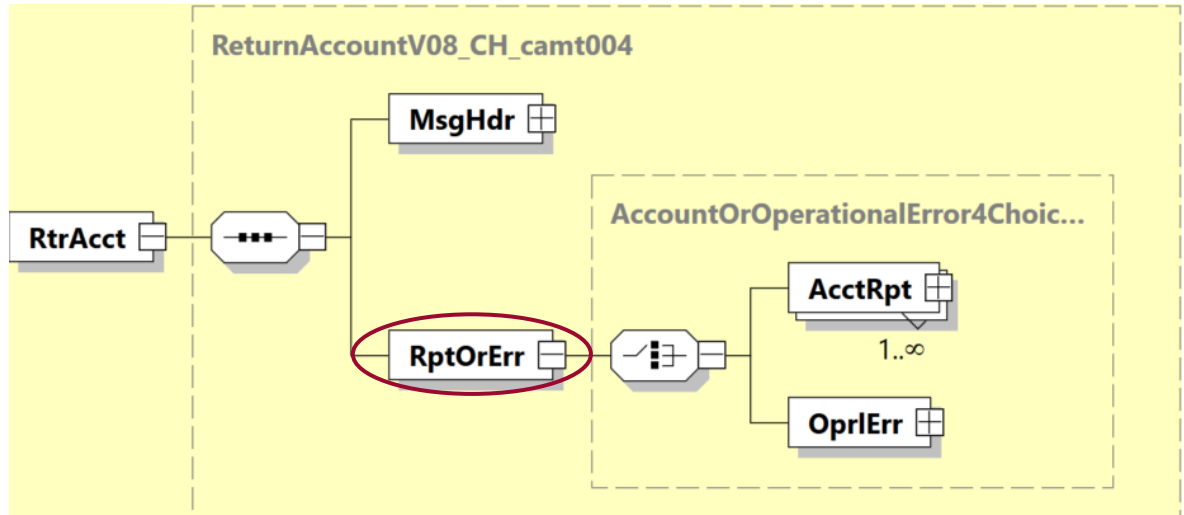 ReturnAccountV08_CH_camt004
MsgHdr
RtrAcct
AccountOrOperationalError4Choic...
AcctRpt
1..∞
RptOrErr
OprlErr